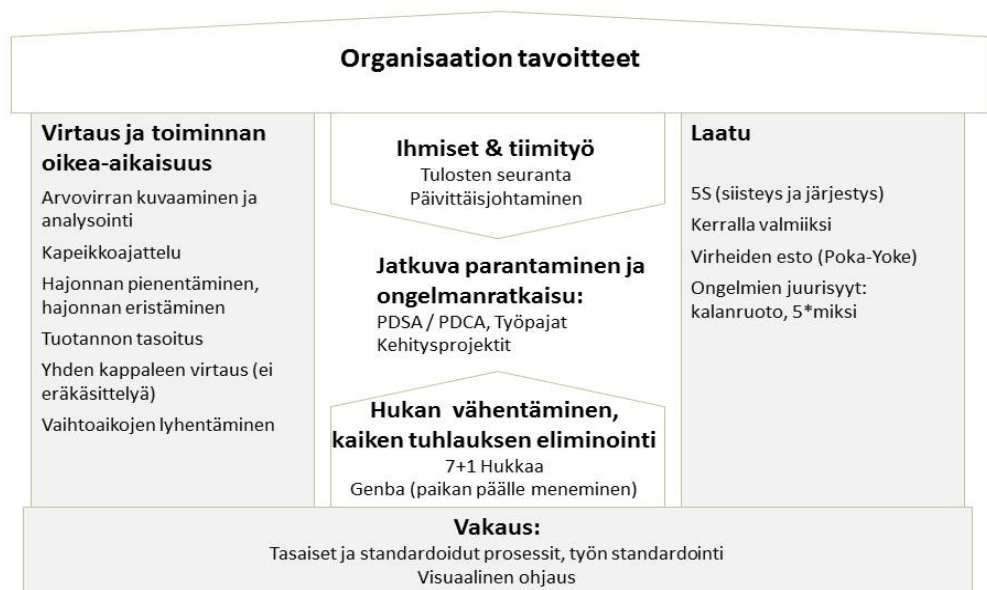 Organisaation tavoitteet
Virtaus ja toiminnan
oikea-aikaisuus
Arvovirran kuvaaminen ja
analysointi
Kapeikkoajattelu
Hajonnan pienentäminen,
hajonnan eristäminen
Tuotannon tasoitus
Yhden kappaleen virtaus (ei
eräkäsittelyä)
Vaihtoaikojen lyhentäminen
Ihmiset & tiimityö
Tulosten seuranta
Päivittäisjohtaminen
Jatkuva parantaminen ja
ongelmanratkaisu:
PDSA / PDCA, Työpajat
Kehitysprojektit
Hukan vähentäminen,
kaiken tuhlauksen eliminointi
7+1 Hukkaa
Genba (paikan päälle meneminen)
Laatu
5S (siisteys ja järjestys)
Kerralla valmiiksi
Virheiden esto (Poka-Yoke)
Ongelmien juurisyyt:
kalanruoto, 5*miksi
Vakaus:
Tasaiset ja standardoidut prosessit, työn standardointi
Visuaalinen ohjaus